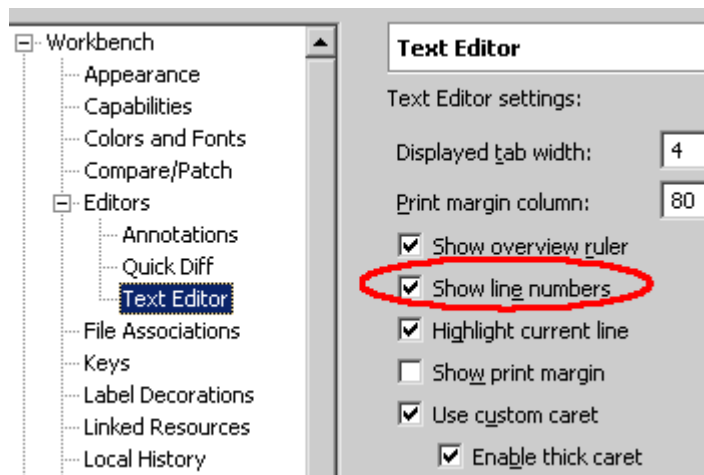 Workbench
Appearance
Capabilities
Colors and Fonts
Compare/Patch
Editors
Annotations
Quick Diff
Text Editor
File Associations
Keys
Label Decorations
Linked Resources
Local History
Text Editor
Text Editor settings:
Displayed tab width: 4
Print margin column: 80
Show overview ruler
Show line numbers
Highlight current line
Show print margin
Use custom caret
Enable thick caret